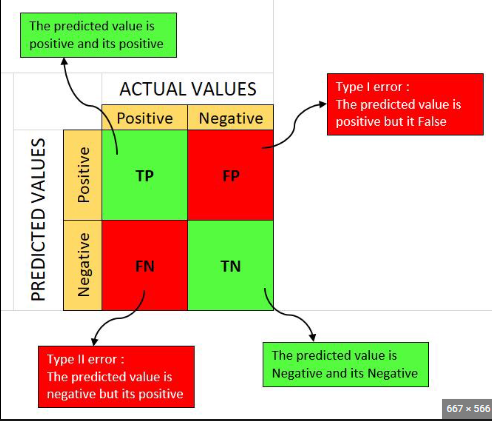 The predicted value is
positive and its positive
ACTUAL VALUES
Positive
Negative
Type I error :
The predicted value is
positive but it False
PREDICTED VALUES
Positive
TP
FP
Negative
FN
TN
Type II error :
The predicted value is
negative but its positive
The predicted value is
Negative and its Negative
667 × 566